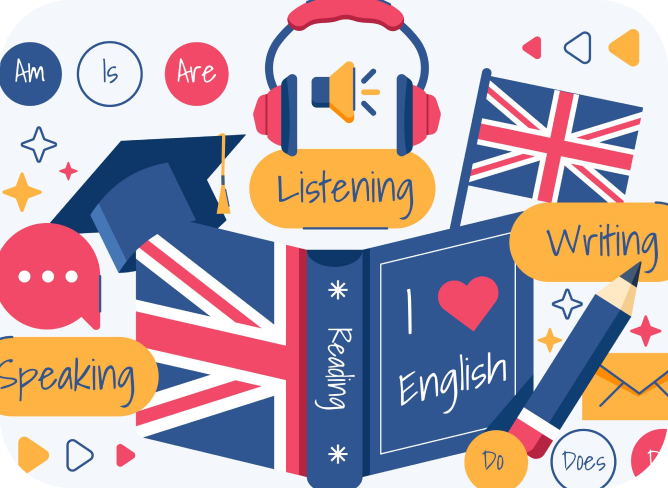 Am
Is
Are
Listening
Writing
Reading
I
English
Speaking
Do
Does